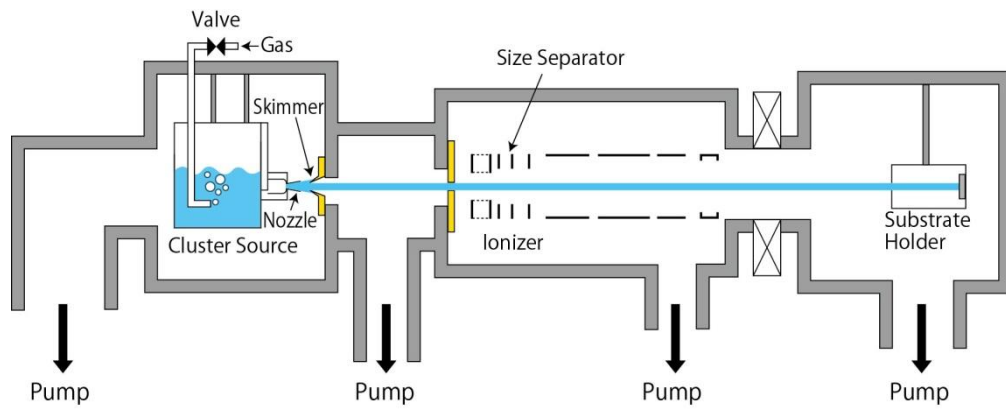 Valve
Gas
Size Separator
Skimmer
Nozzle
Cluster Source
Ionizer
Substrate
Holder
Pump
Pump
Pump
Pump